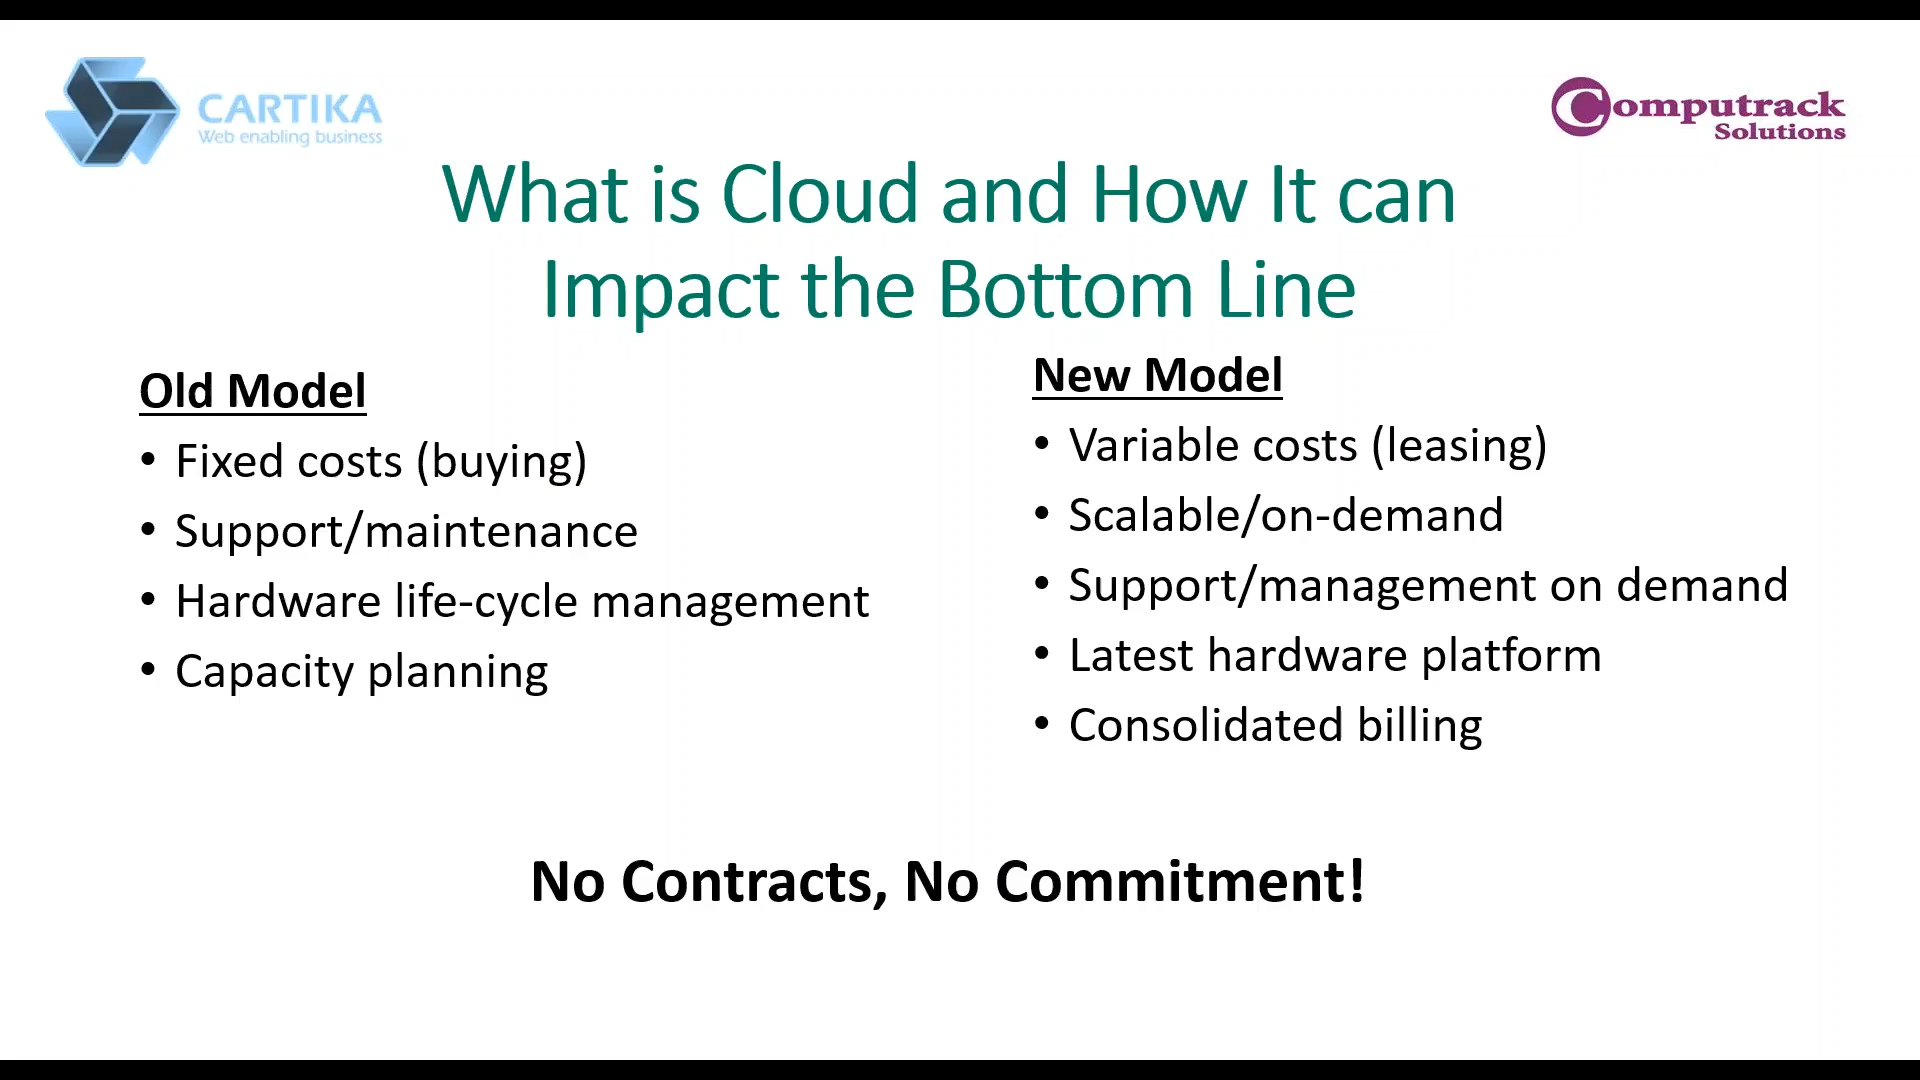 CARTIKA
Web enabling business
Computrack
Solutions
What is Cloud and How It can
Impact the Bottom Line
Old Model
• Fixed costs (buying)
• Support/maintenance
• Hardware life-cycle management
• Capacity planning
New Model
• Variable costs (leasing)
• Scalable/on-demand
• Support/management on demand
• Latest hardware platform
• Consolidated billing
No Contracts, No Commitment!